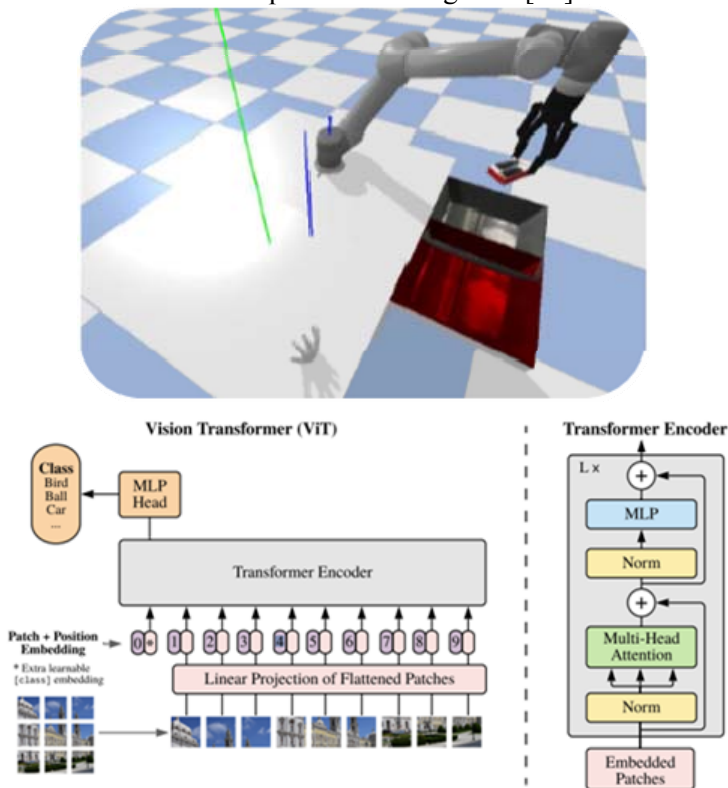 Vision Transformer (ViT)
Class
Bird
Ball
Car
...
MLP
Head
Transformer Encoder
Patch + Position
Embedding
0 * 1 2 3 4 5 6 7 8 9
* Extra learnable
[class] embedding
Linear Projection of Flattened Patches
Transformer Encoder
L x
+
MLP
Norm
+
Multi-Head
Attention
Norm
Embedded
Patches